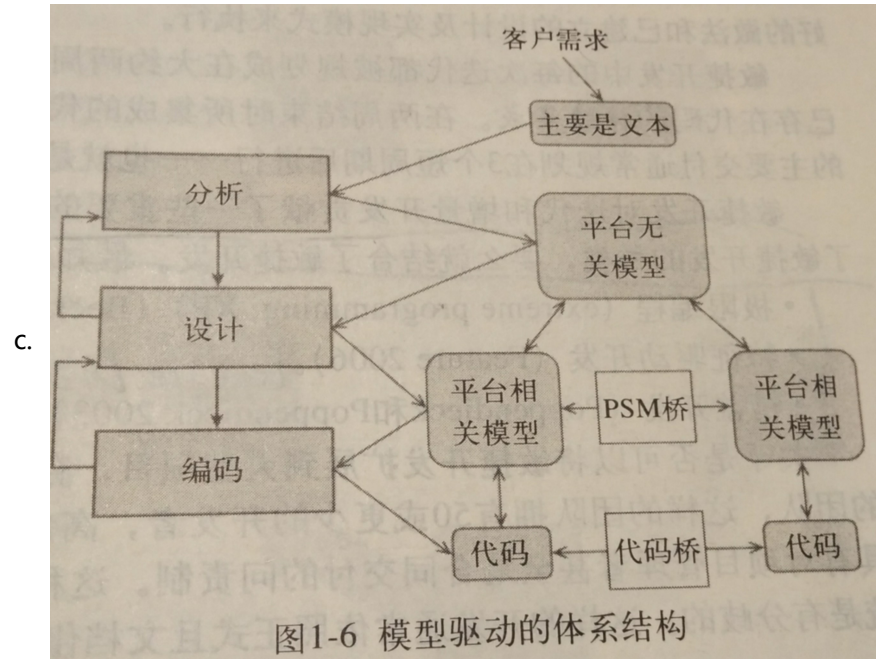 客户需求
主要是文本
分析
平台无
关模型
设计
c.
平台相
关模型
PSM桥
平台相
关模型
编码
代码
代码桥
代码
图1-6 模型驱动的体系结构